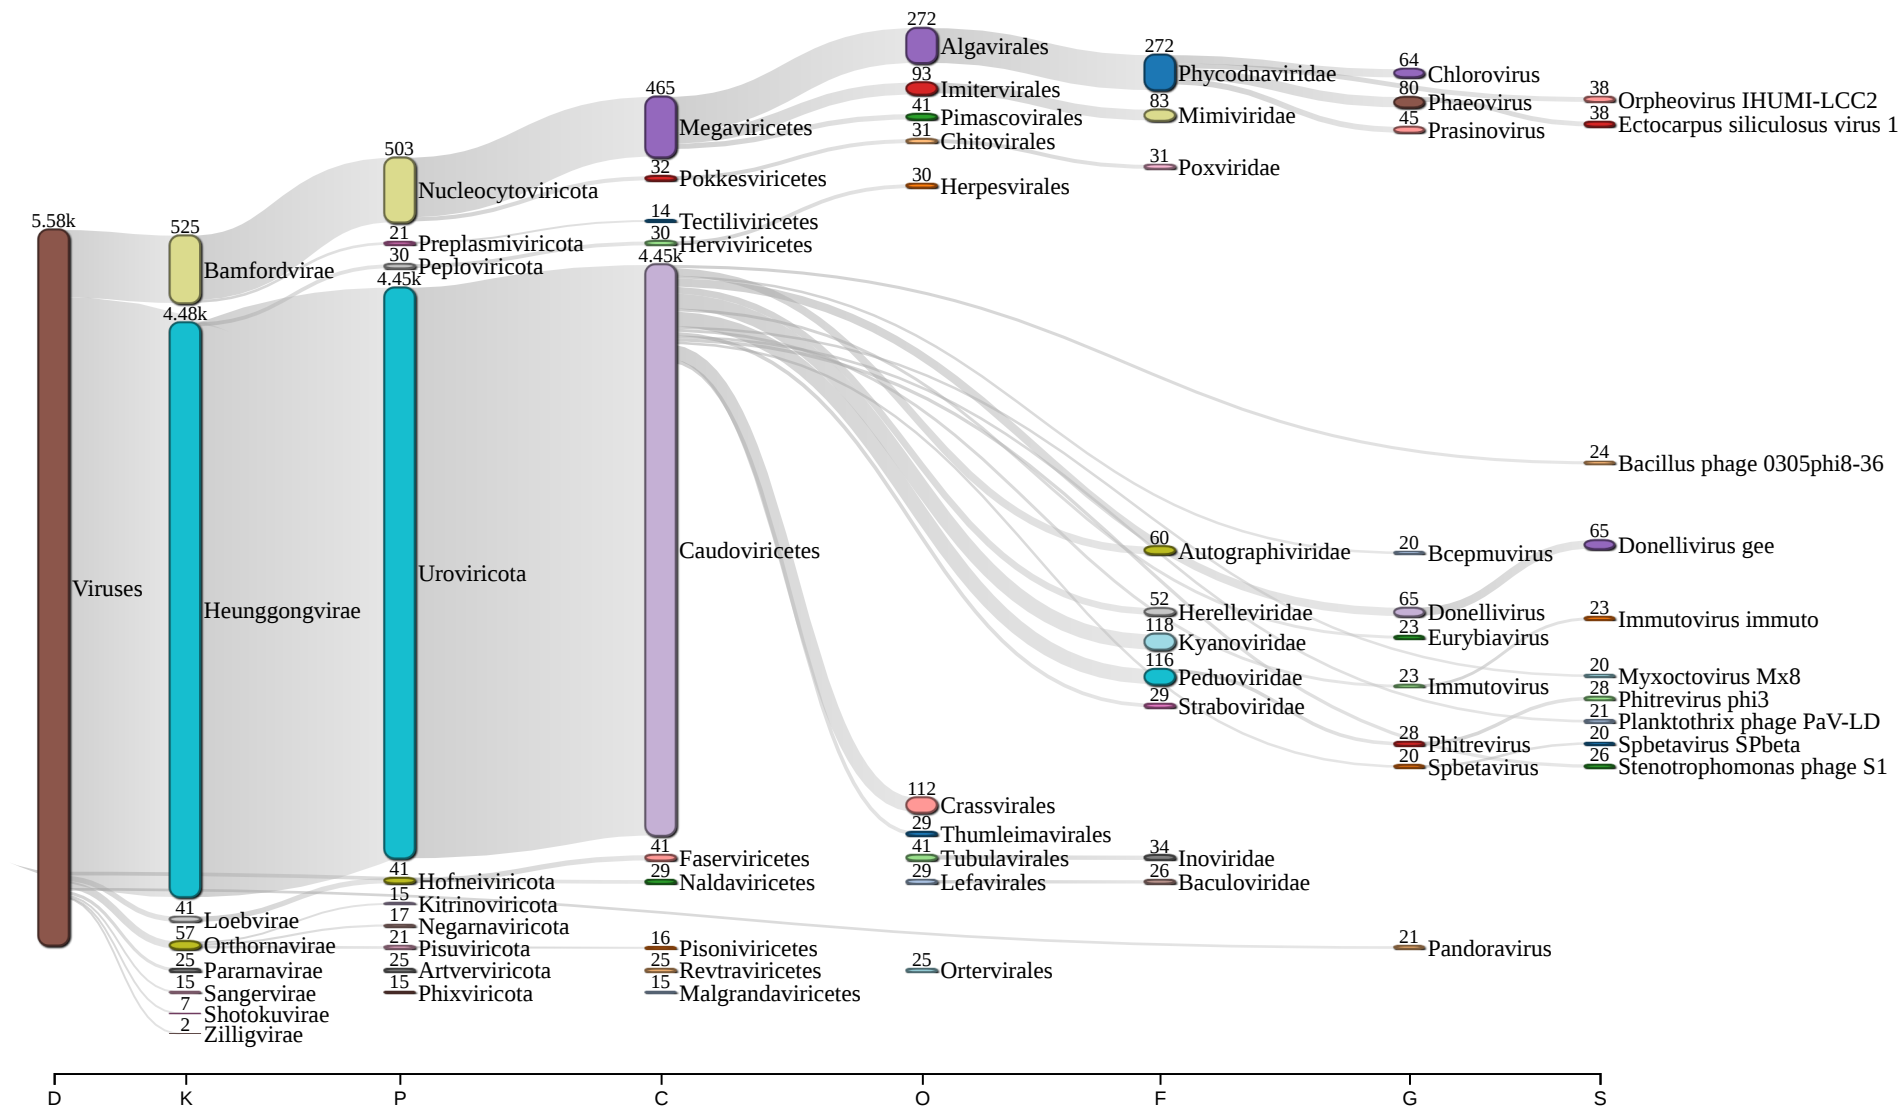 5.58k
Viruses
525
Bamfordvirae
4.48k
Heunggongvirae
41
Loebvirae
57
Orthornavirae
25
Pararnavirae
15
Sangervirae
7
Shotokuvirae
2
Zilligvirae
503
Nucleocytoviricota
21
Preplasmiviricota
30
Peploviricota
4.45k
Uroviricota
41
Hofneiviricota
15
Kitrinoviricota
17
Negarnaviricota
21
Pisuviricota
25
Artverviricota
15
Phixviricota
465
Megaviricetes
32
Pokkesviricetes
14
Tectiliviricetes
30
Herviviricetes
4.45k
Caudoviricetes
41
Faserviricetes
29
Naldaviricetes
16
Pisoniviricetes
25
Revtraviricetes
15
Malgrandaviricetes
272
Algavirales
93
Imitervirales
41
Pimascovirales
31
Chitovirales
30
Herpesvirales
112
Crassvirales
29
Thumleimavirales
41
Tubulavirales
29
Lefavirales
25
Ortervirales
272
Phycodnaviridae
83
Mimiviridae
31
Poxviridae
60
Autographiviridae
52
Herelleviridae
118
Kyanoviridae
116
Peduoviridae
29
Straboviridae
34
Inoviridae
26
Baculoviridae
64
Chlorovirus
80
Phaeovirus
45
Prasinovirus
20
Bcepmuvirus
65
Donellivirus
23
Eurybiavirus
23
Immutovirus
28
Phitrevirus
20
Spbetavirus
21
Pandoravirus
38
Orpheovirus IHUMI-LCC2
38
Ectocarpus siliculosus virus 1
24
Bacillus phage 0305phi8-36
65
Donellivirus gee
23
Immutovirus immuto
20
Myxoctovirus Mx8
28
Phitrevirus phi3
21
Planktothrix phage PaV-LD
20
Spbetavirus SPbeta
26
Stenotrophomonas phage S1
D K P C O F G S